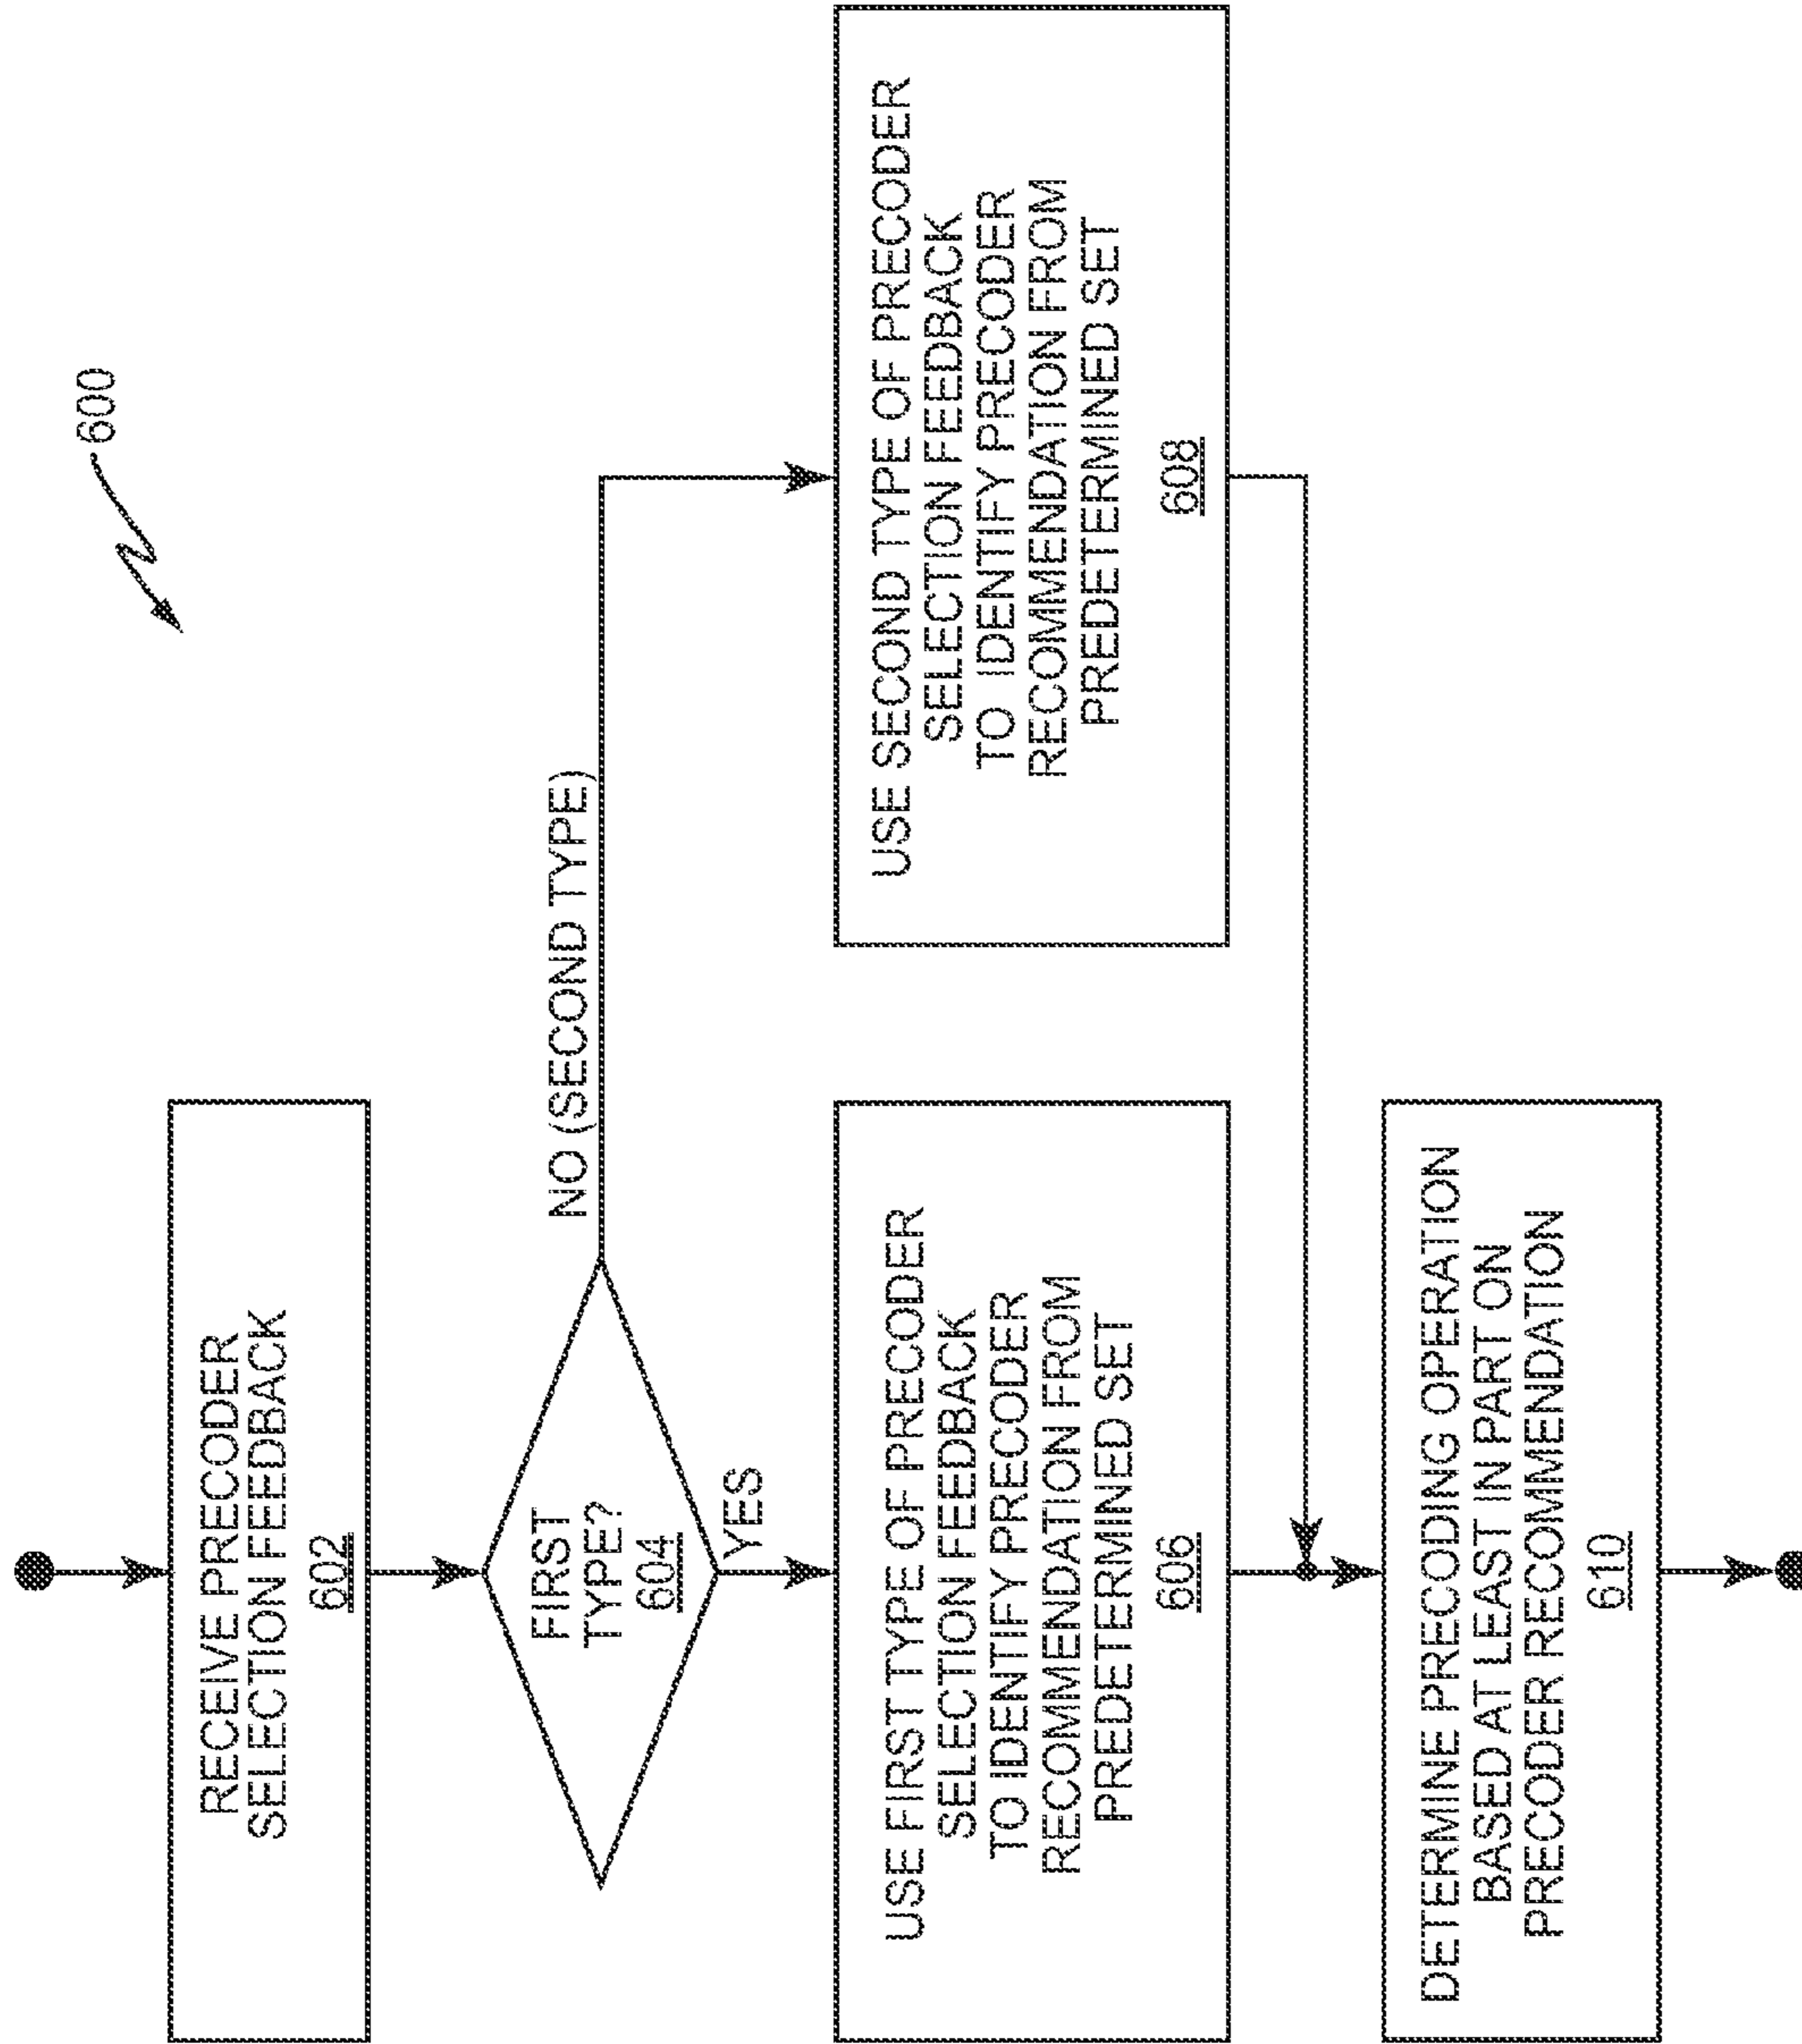 600
RECEIVE PRECODER
SELECTION FEEDBACK
602
FIRST
TYPE?
604
NO (SECOND TYPE)
YES
USE FIRST TYPE OF PRECODER
SELECTION FEEDBACK
TO IDENTIFY PRECODER
RECOMMENDATION FROM
PREDETERMINED SET
606
USE SECOND TYPE OF PRECODER
SELECTION FEEDBACK
TO IDENTIFY PRECODER
RECOMMENDATION FROM
PREDETERMINED SET
608
DETERMINE PRECODING OPERATION
BASED AT LEAST IN PART ON
PRECODER RECOMMENDATION
610